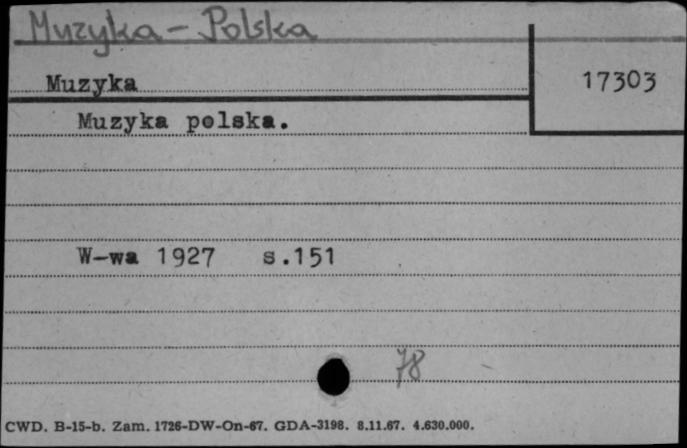 Muzyka - Polska
Muzyka
17303
Muzyka polska.
W-wa 1927 s.151
78
CWD. B-15-b. Zam. 1726-DW-On-67. GDA-3198. 8.11.67. 4.630.000.